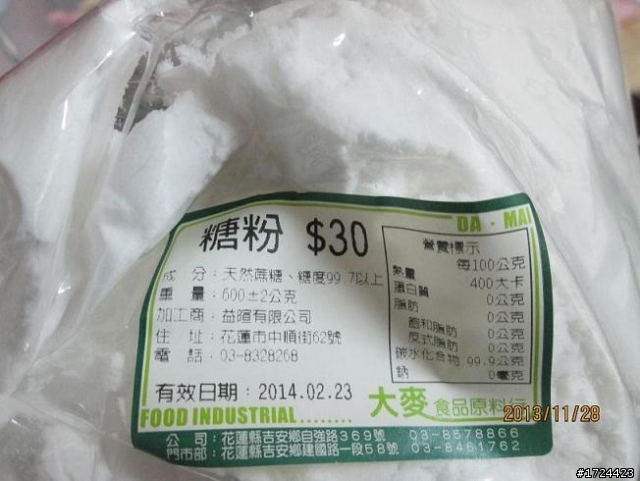 DA・MAI
糖粉 $30
成 分：天然蔗糖、糖度99.7以上
重 量：600±2公克
加工商：益暄有限公司
住 址：花蓮市中順街62號
電 話：03-8328268
有效日期：2014.02.23
營養標示
每100公克
熱量 400大卡
蛋白質 0公克
脂肪 0公克
飽和脂肪 0公克
反式脂肪 0公克
碳水化合物 99.9公克
鈉 0毫克
大麥 食品原料行
FOOD INDUSTRIAL........
2013/11/28
公 司：花蓮縣吉安鄉自強路369號 03-8578866
門市部：花蓮縣吉安鄉建國路一段58號 03-8461762
#1724423